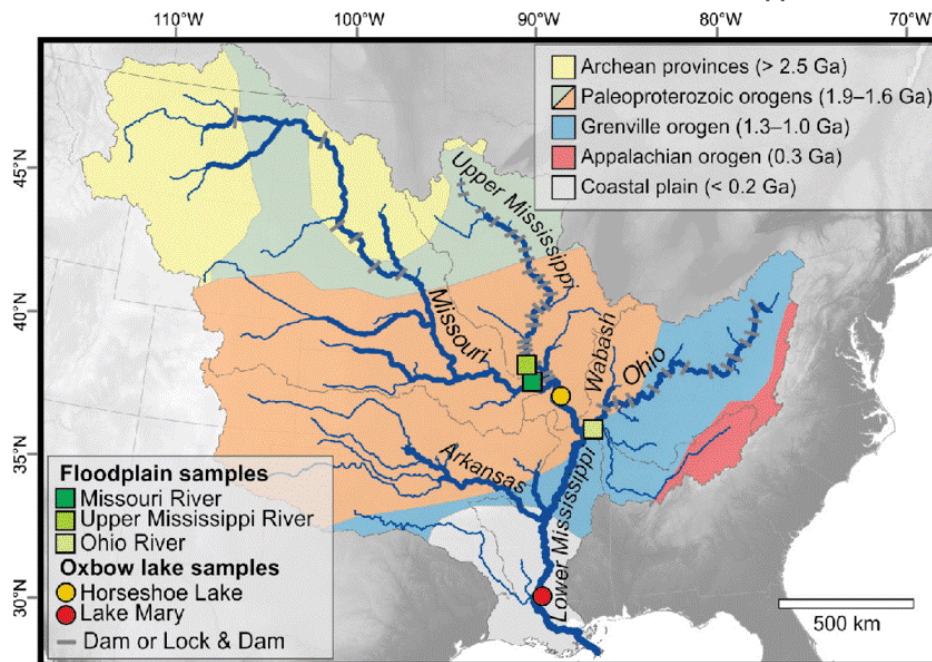 110°W 100°W 90°W 80°W 70°W
Archean provinces (> 2.5 Ga)
Paleoproterozoic orogens (1.9–1.6 Ga)
Grenville orogen (1.3–1.0 Ga)
Appalachian orogen (0.3 Ga)
Coastal plain (< 0.2 Ga)
45°N
40°N
35°N
30°N
Upper Mississippi
Missouri
Wabash
Ohio
Arkansas
Lower Mississippi
Floodplain samples
Missouri River
Upper Mississippi River
Ohio River
Oxbow lake samples
Horseshoe Lake
Lake Mary
Dam or Lock & Dam
500 km